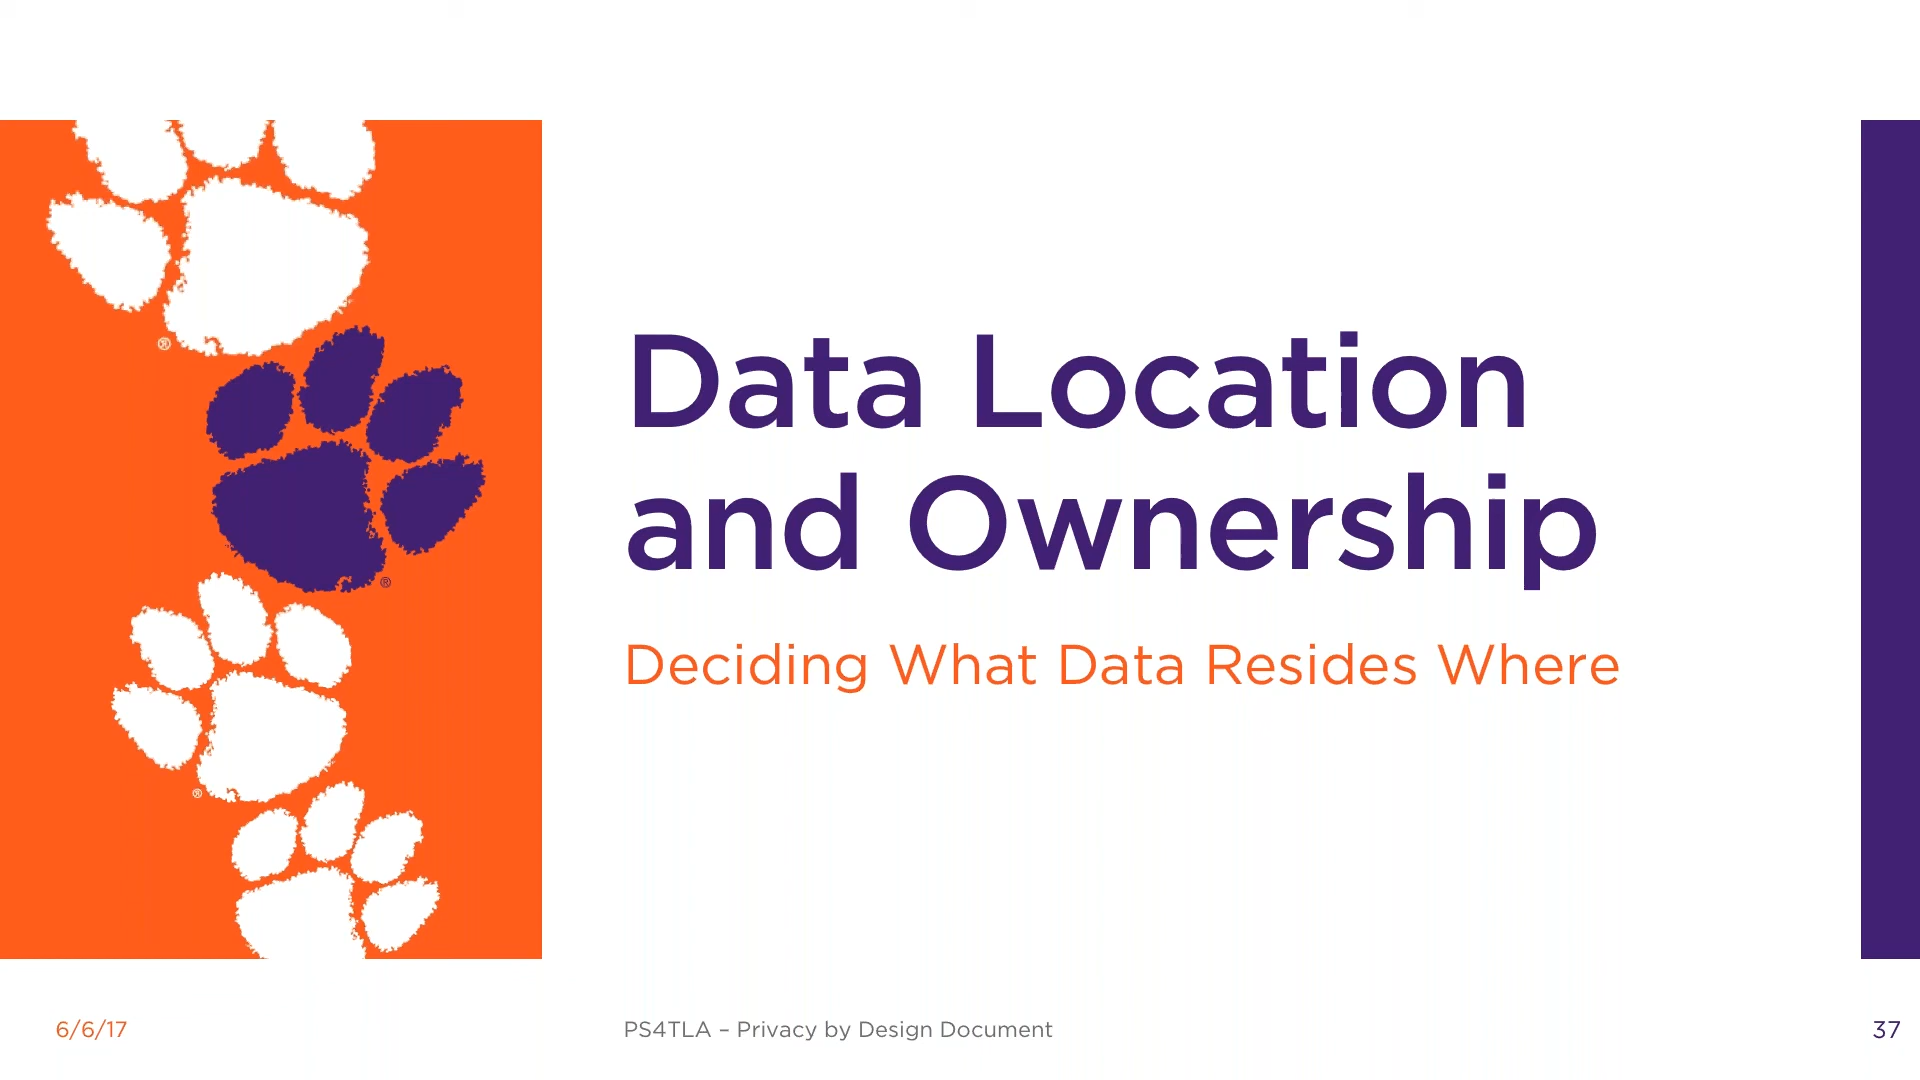 Data Location
and Ownership
Deciding What Data Resides Where
6/6/17
PS4TLA – Privacy by Design Document
37